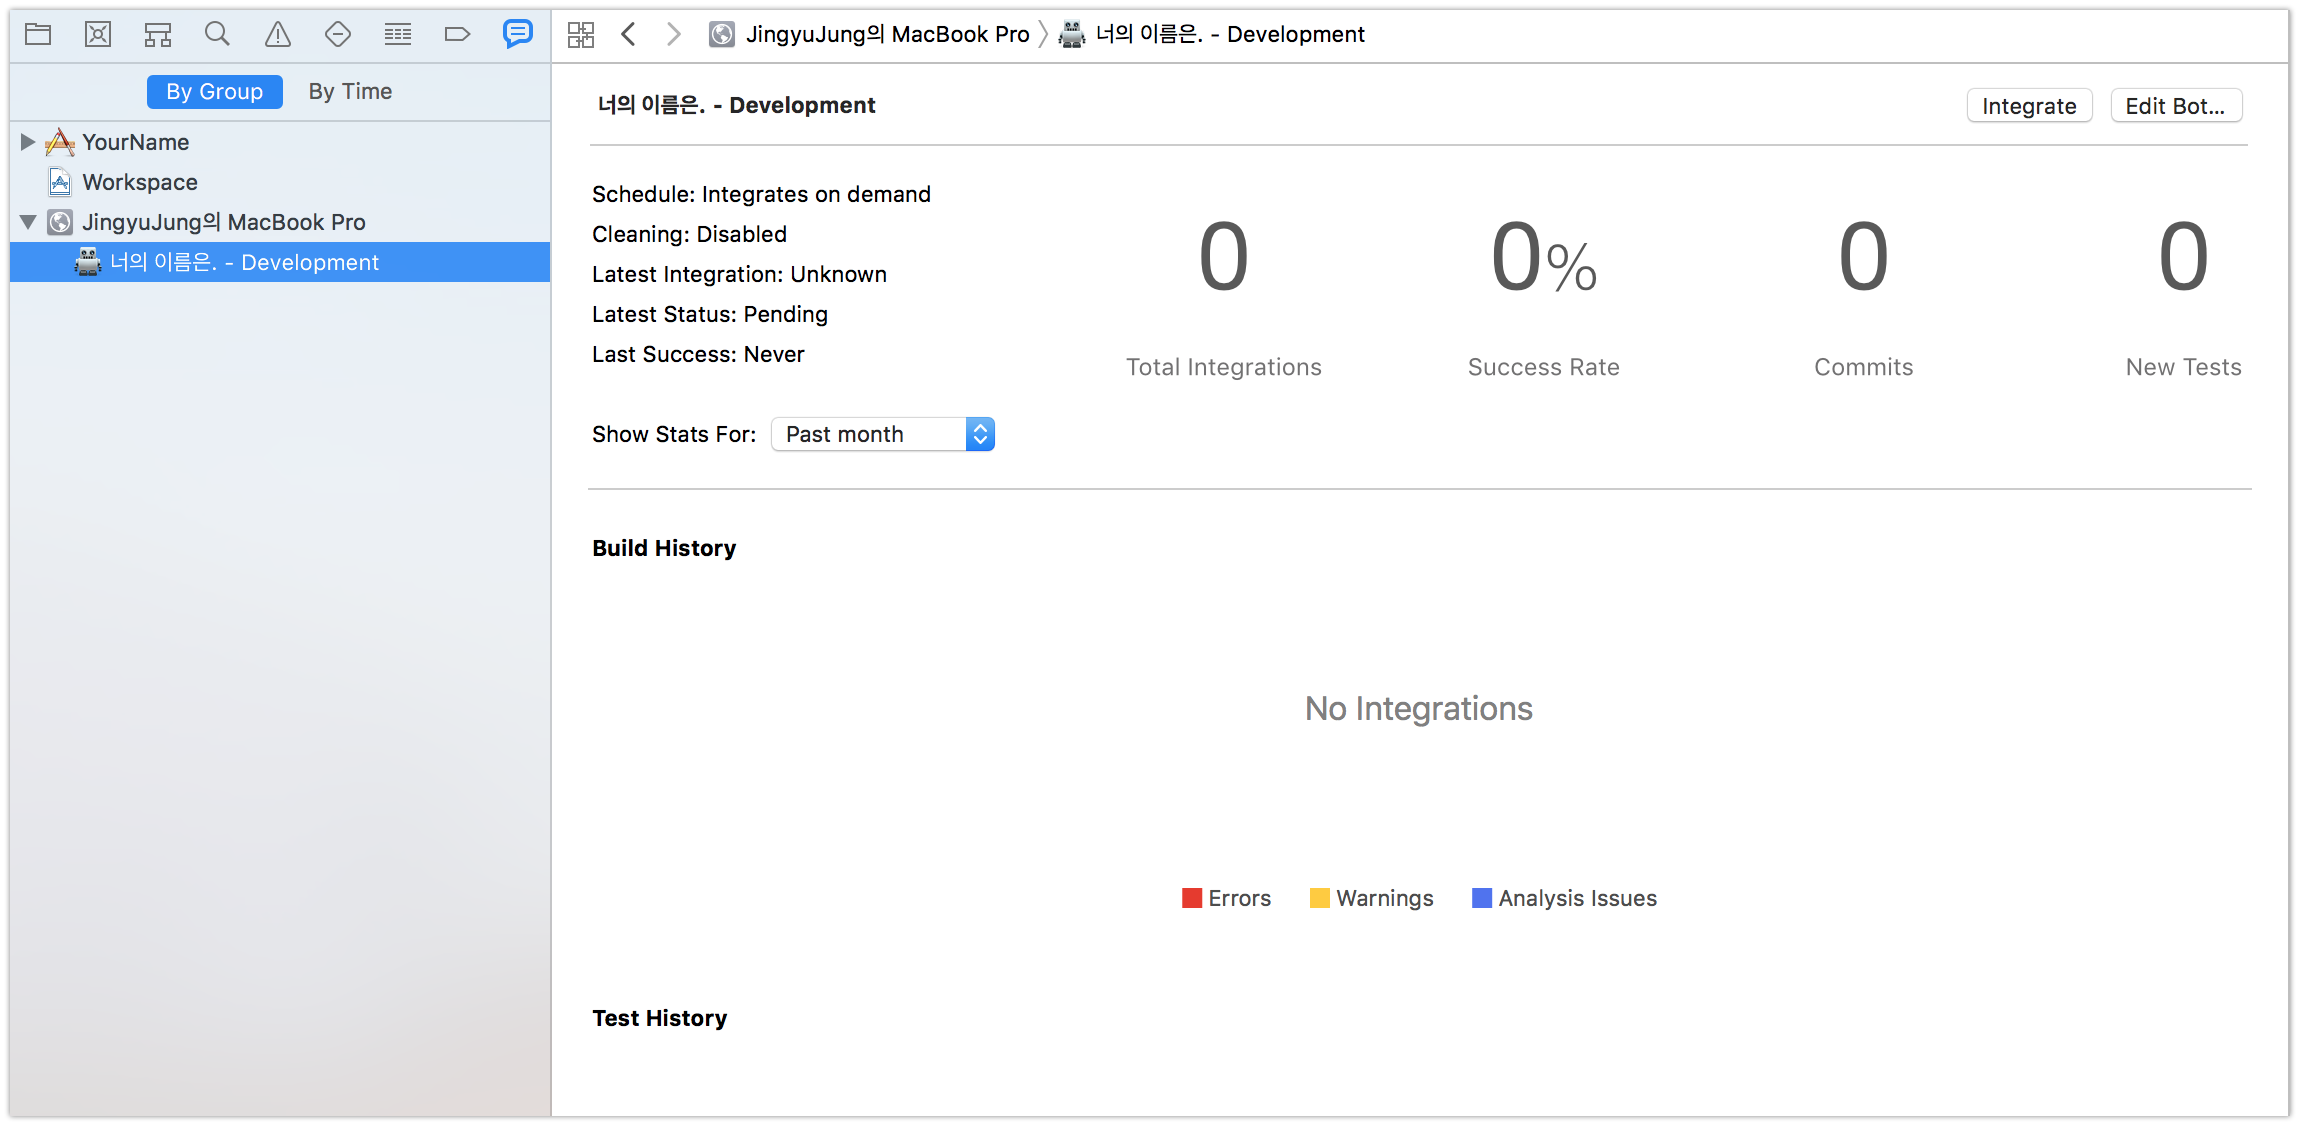 JingyuJung의 MacBook Pro 너의 이름은. - Development
By Group By Time
YourName
Workspace
JingyuJung의 MacBook Pro
너의 이름은. - Development
너의 이름은. - Development
Integrate Edit Bot...
Schedule: Integrates on demand
Cleaning: Disabled
Latest Integration: Unknown
Latest Status: Pending
Last Success: Never
0 0% 0 0
Total Integrations Success Rate Commits New Tests
Show Stats For: Past month
Build History
No Integrations
Errors Warnings Analysis Issues
Test History